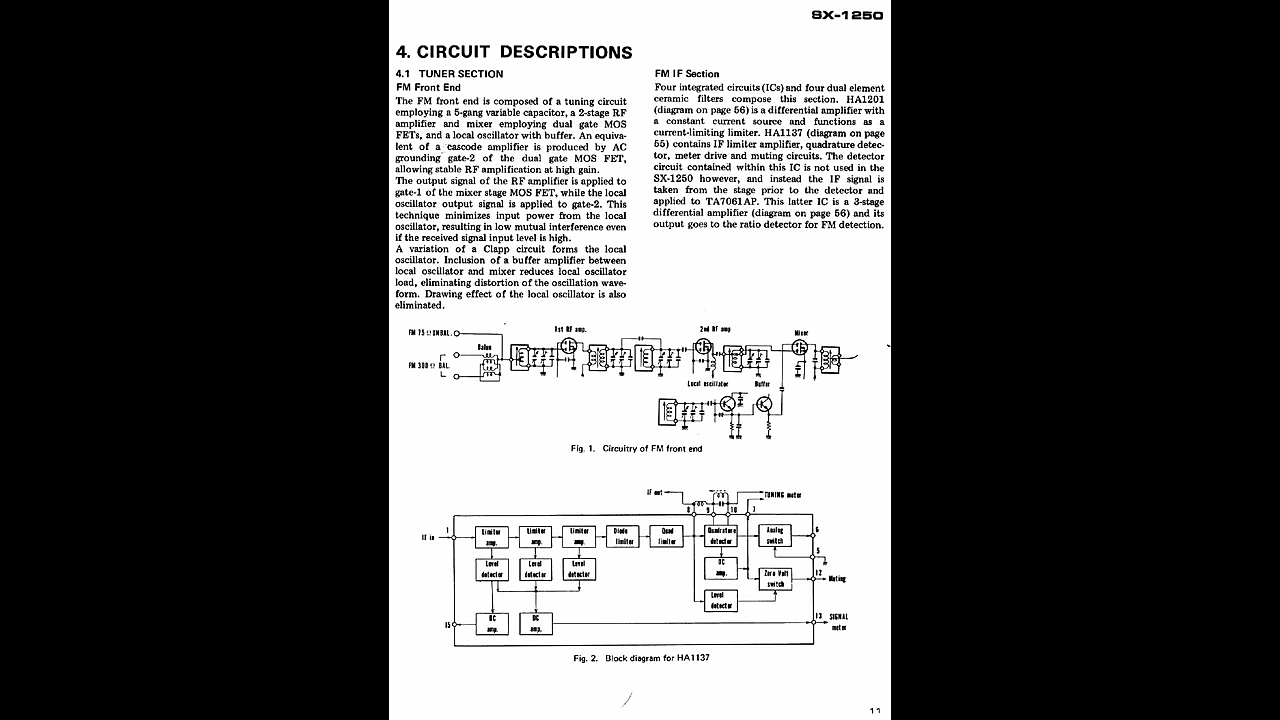 SX-1250
4. CIRCUIT DESCRIPTIONS
4.1 TUNER SECTION
FM Front End
The FM front end is composed of a tuning circuit
employing a 5-gang variable capacitor, a 2-stage RF
amplifier and mixer employing dual gate MOS
FETs, and a local oscillator with buffer. An equiva-
lent of a cascode amplifier is produced by AC
grounding gate-2 of the dual gate MOS FET,
allowing stable RF amplification at high gain.
The output signal of the RF amplifier is applied to
gate-1 of the mixer stage MOS FET, while the local
oscillator output signal is applied to gate-2. This
technique minimizes input power from the local
oscillator, resulting in low mutual interference even
if the received signal input level is high.
A variation of a Clapp circuit forms the local
oscillator. Inclusion of a buffer amplifier between
local oscillator and mixer reduces local oscillator
load, eliminating distortion of the oscillation wave-
form. Drawing effect of the local oscillator is also
eliminated.
FM IF Section
Four integrated circuits (ICs) and four dual element
ceramic filters compose this section. HA1201
(diagram on page 56) is a differential amplifier with
a constant current source and functions as a
current-limiting limiter. HA1137 (diagram on page
55) contains IF limiter amplifier, quadrature detec-
tor, meter drive and muting circuits. The detector
circuit contained within this IC is not used in the
SX-1250 however, and instead the IF signal is
taken from the stage prior to the detector and
applied to TA7061AP. This latter IC is a 3-stage
differential amplifier (diagram on page 56) and its
output goes to the ratio detector for FM detection.
FM 75 Ω UNBAL.
1st RF amp.
2nd RF amp
Mixer
Balun
FM 300 Ω BAL.
Local oscillator
Buffer
Fig. 1. Circuitry of FM front end
IF out
TUNING meter
8
9
10
7
1
IF in
Limiter
amp.
Limiter
amp.
Limiter
amp.
Diode
limiter
Quad
limiter
Quadrature
detector
Analog
switch
6
5
Level
detector
Level
detector
Level
detector
DC
amp.
Zero Volt
switch
12
Muting
Level
detector
15
DC
amp.
DC
amp.
13
SIGNAL
meter
Fig. 2. Block diagram for HA1137
11